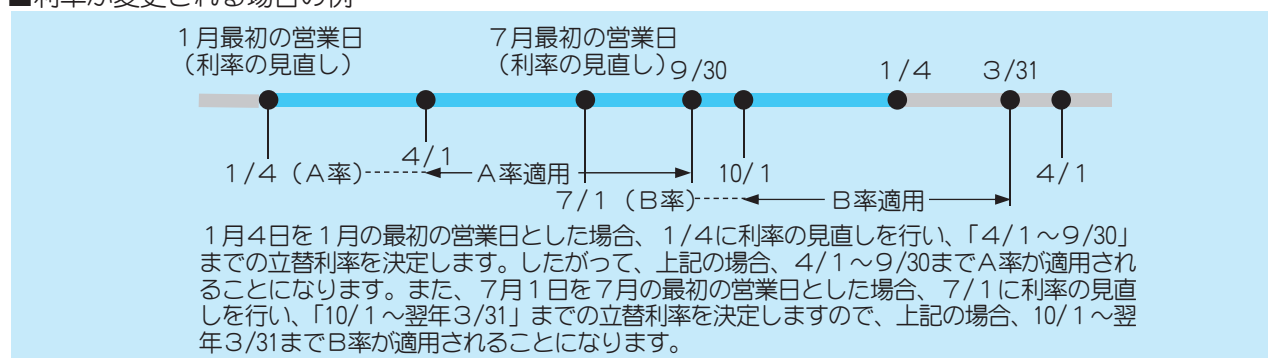 ■利率が変更される場合の例
１月最初の営業日　７月最初の営業日
（利率の見直し）　（利率の見直し）9/30　１/４　３/31
１/４（Ａ率）　４/１　Ａ率適用　10/１　４/１
７/１（Ｂ率）　Ｂ率適用
１月４日を１月の最初の営業日とした場合、１/４に利率の見直しを行い、「４/１～９/30」
までの立替利率を決定します。したがって、上記の場合、４/１～９/30までＡ率が適用され
ることになります。また、７月１日を７月の最初の営業日とした場合、７/１に利率の見直
しを行い、「10/１～翌年３/31」までの立替利率を決定しますので、上記の場合、10/１～翌
年３/31までＢ率が適用されることになります。